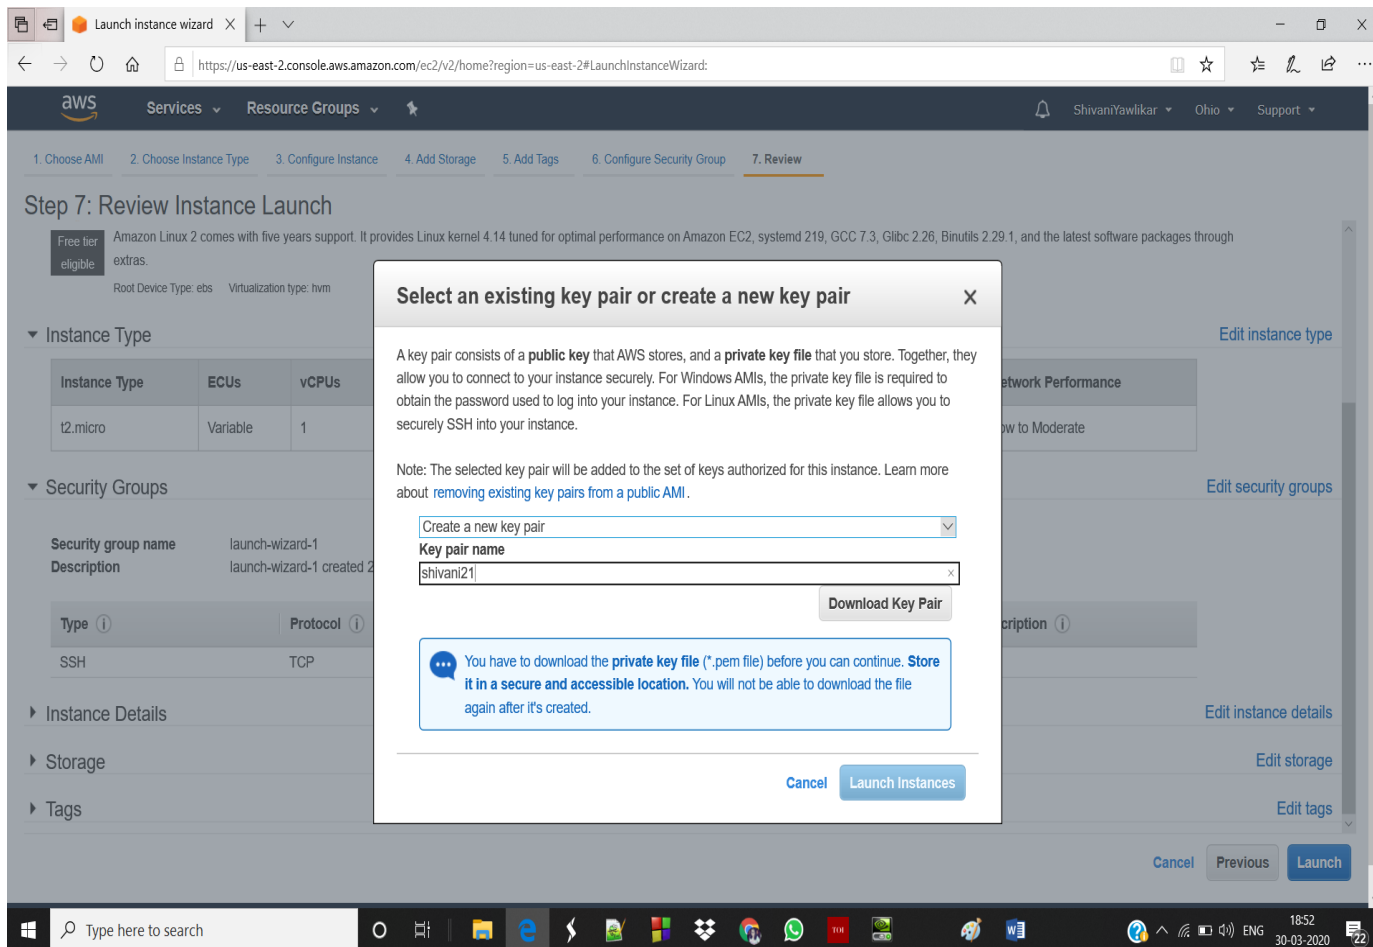 Launch instance wizard
https://us-east-2.console.aws.amazon.com/ec2/v2/home?region=us-east-2#LaunchInstanceWizard:
aws Services Resource Groups ShivaniYawlikar Ohio Support
1. Choose AMI 2. Choose Instance Type 3. Configure Instance 4. Add Storage 5. Add Tags 6. Configure Security Group 7. Review
Step 7: Review Instance Launch
Free tier eligible
Amazon Linux 2 comes with five years support. It provides Linux kernel 4.14 tuned for optimal performance on Amazon EC2, systemd 219, GCC 7.3, Glibc 2.26, Binutils 2.29.1, and the latest software packages through
extras.
Root Device Type: ebs Virtualization type: hvm
Instance Type Edit instance type
Instance Type ECUs vCPUs etwork Performance
t2.micro Variable 1 ow to Moderate
Security Groups Edit security groups
Security group name launch-wizard-1
Description launch-wizard-1 created 2
Type Protocol cription
SSH TCP
Instance Details Edit instance details
Storage Edit storage
Tags Edit tags
Cancel Previous Launch
Select an existing key pair or create a new key pair
A key pair consists of a public key that AWS stores, and a private key file that you store. Together, they
allow you to connect to your instance securely. For Windows AMIs, the private key file is required to
obtain the password used to log into your instance. For Linux AMIs, the private key file allows you to
securely SSH into your instance.
Note: The selected key pair will be added to the set of keys authorized for this instance. Learn more
about removing existing key pairs from a public AMI.
Create a new key pair
Key pair name
shivani21
Download Key Pair
You have to download the private key file (*.pem file) before you can continue. Store
it in a secure and accessible location. You will not be able to download the file
again after it's created.
Cancel Launch Instances
Type here to search
TOI
ENG
18:52
30-03-2020
22